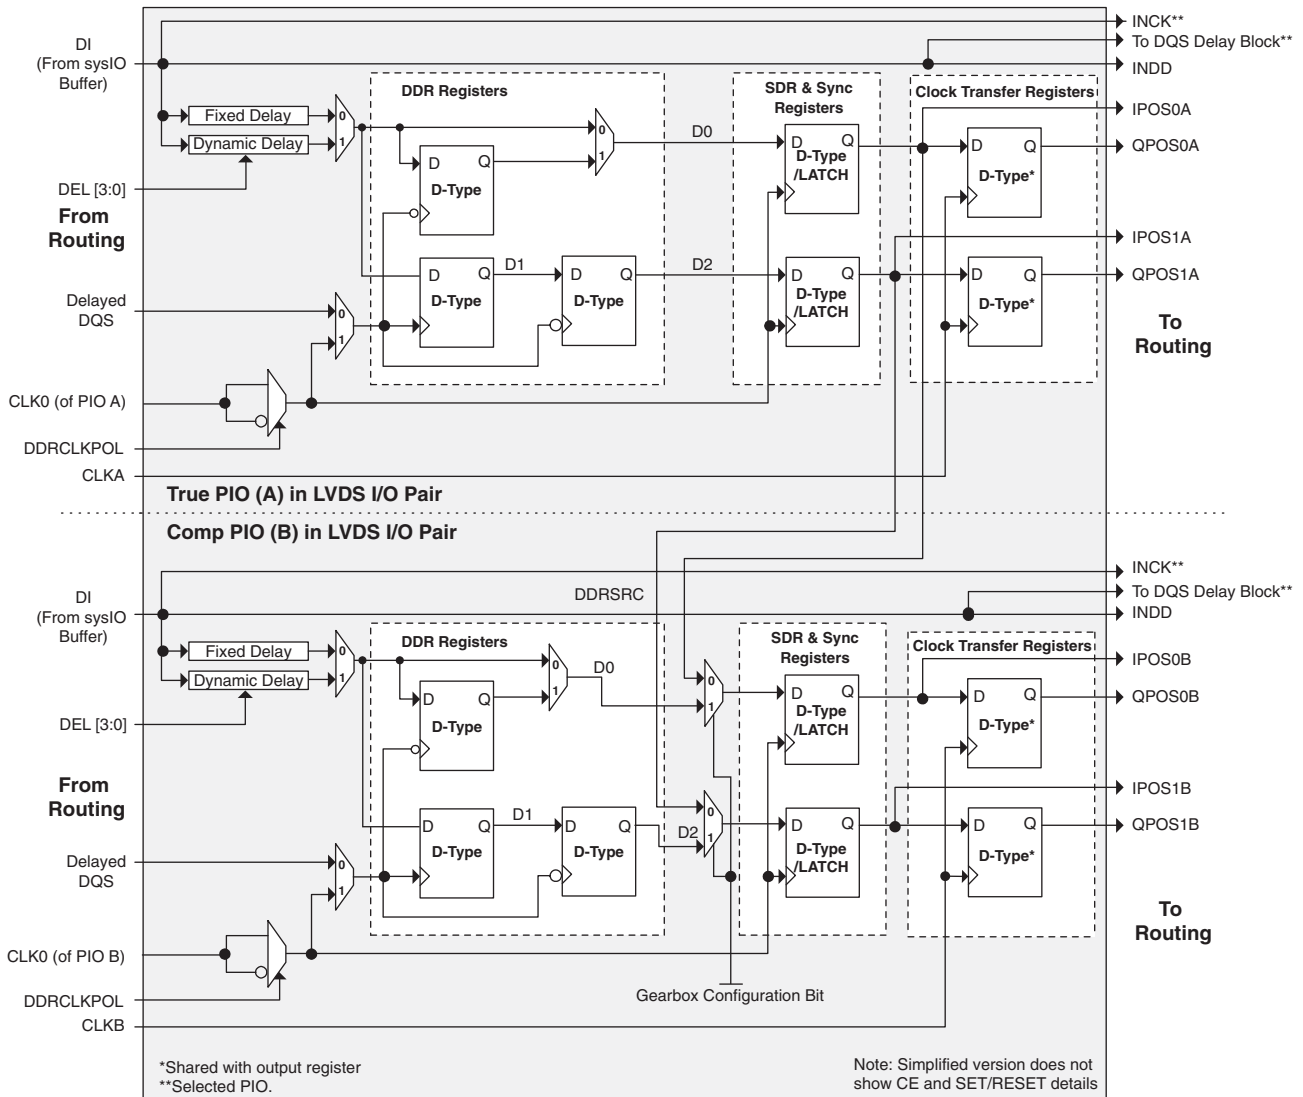 INCK**
To DQS Delay Block**
INDD
DI
(From sysIO
Buffer)
DDR Registers
SDR & Sync
Registers
Clock Transfer Registers
Fixed Delay
Dynamic Delay
0
1
0
1
D0
D Q
D-Type
D Q
D-Type
/LATCH
D Q
D-Type*
IPOS0A
QPOS0A
DEL [3:0]
From
Routing
IPOS1A
D Q
D-Type
D1
D Q
D-Type
D2
D Q
D-Type
/LATCH
D Q
D-Type*
QPOS1A
Delayed
DQS
0
1
To
Routing
CLK0 (of PIO A)
DDRCLKPOL
CLKA
True PIO (A) in LVDS I/O Pair
Comp PIO (B) in LVDS I/O Pair
INCK**
To DQS Delay Block**
INDD
DI
(From sysIO
Buffer)
DDRSRC
DDR Registers
SDR & Sync
Registers
Clock Transfer Registers
Fixed Delay
Dynamic Delay
0
1
0
1
D0
0
1
D Q
D-Type
D Q
D-Type
/LATCH
D Q
D-Type*
IPOS0B
QPOS0B
DEL [3:0]
From
Routing
IPOS1B
D Q
D-Type
D1
D Q
D-Type
D2
0
1
D Q
D-Type
/LATCH
D Q
D-Type*
QPOS1B
Delayed
DQS
0
1
To
Routing
CLK0 (of PIO B)
DDRCLKPOL
CLKB
Gearbox Configuration Bit
*Shared with output register
**Selected PIO.
Note: Simplified version does not
show CE and SET/RESET details